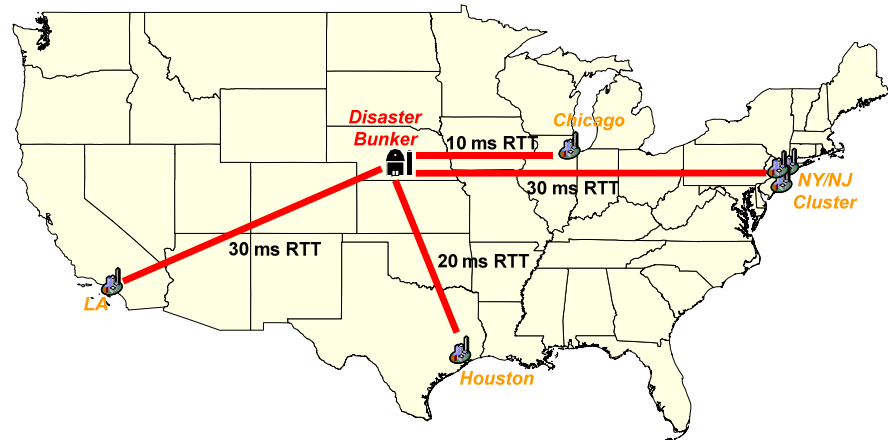 Disaster
Bunker
Chicago
10 ms RTT
30 ms RTT
NY/NJ
Cluster
30 ms RTT
20 ms RTT
LA
Houston